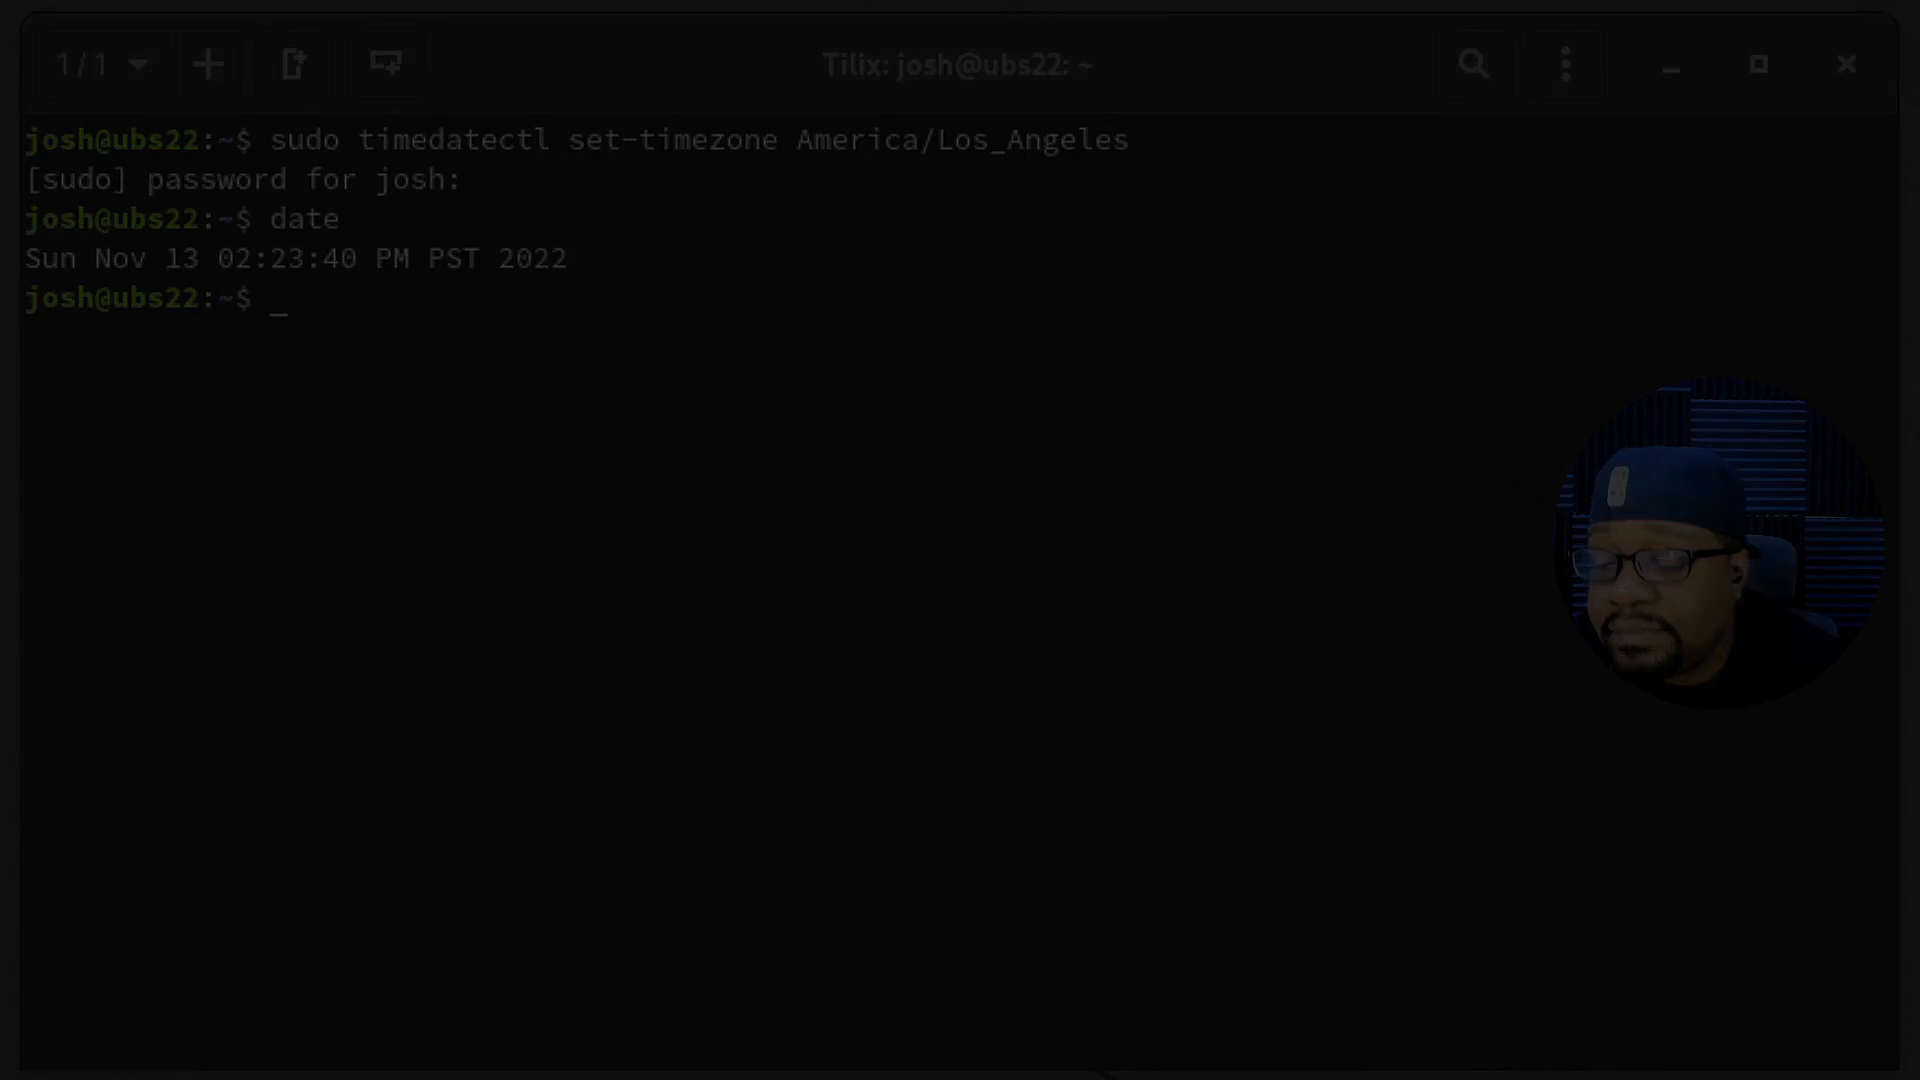 1 / 1
Tilix: josh@ubs22: ~
josh@ubs22:~$ sudo timedatectl set-timezone America/Los_Angeles
[sudo] password for josh:
josh@ubs22:~$ date
Sun Nov 13 02:23:40 PM PST 2022
josh@ubs22:~$ _